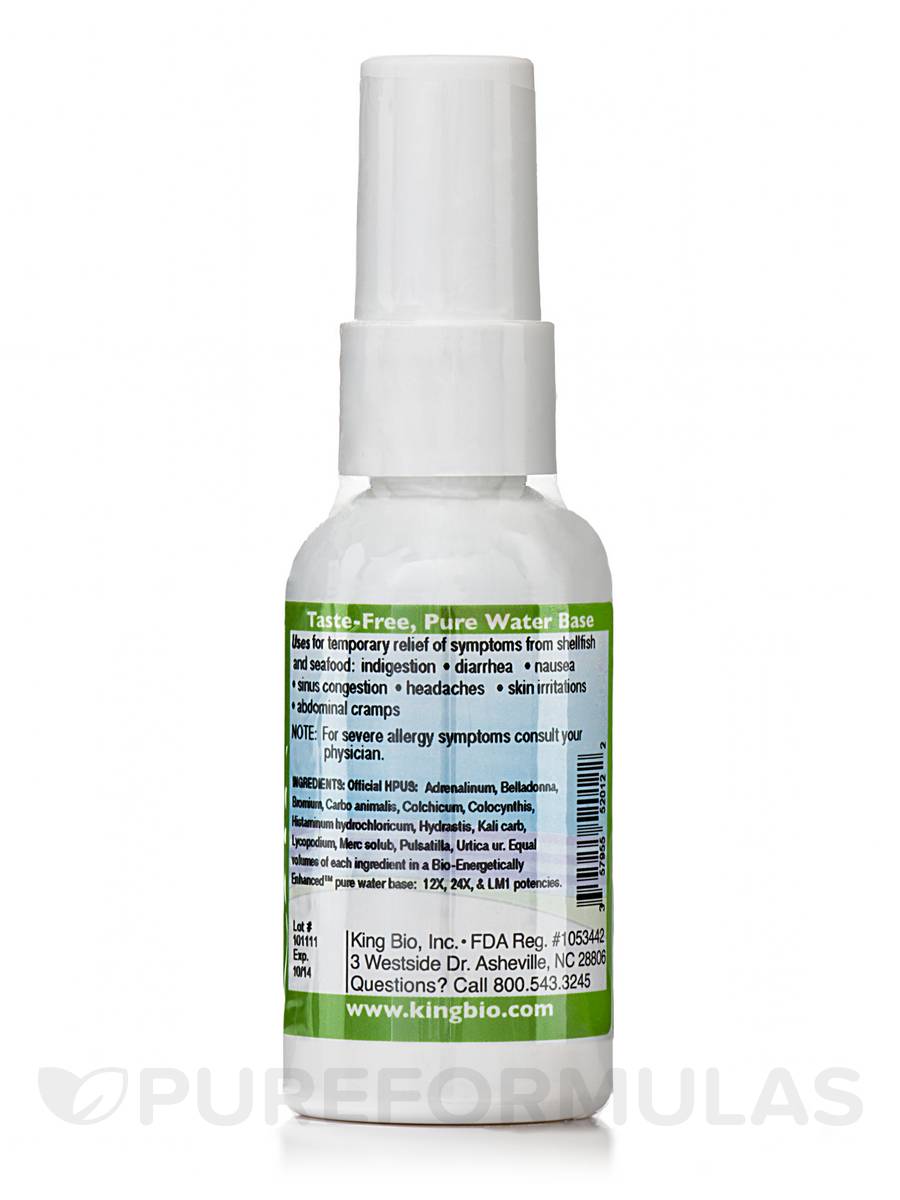 Taste-Free, Pure Water Base
Uses for temporary relief of symptoms from shellfish
and seafood: indigestion • diarrhea • nausea
• sinus congestion • headaches • skin irritations
• abdominal cramps
NOTE: For severe allergy symptoms consult your
physician.
INGREDIENTS: Official HPUS: Adrenalinum, Belladonna,
Bromium, Carbo animalis, Colchicum, Colocynthis,
Histaminum hydrochloricum, Hydrastis, Kali carb,
Lycopodium, Merc solub, Pulsatilla, Urtica ur. Equal
volumes of each ingredient in a Bio-Energetically
Enhanced™ pure water base: 12X, 24X, & LM1 potencies.
3 57955 52012 2
Lot #
101111
Exp.
10/14
King Bio, Inc. • FDA Reg. #1053442
3 Westside Dr. Asheville, NC 28806
Questions? Call 800.543.3245
www.kingbio.com
PUREFORMULAS